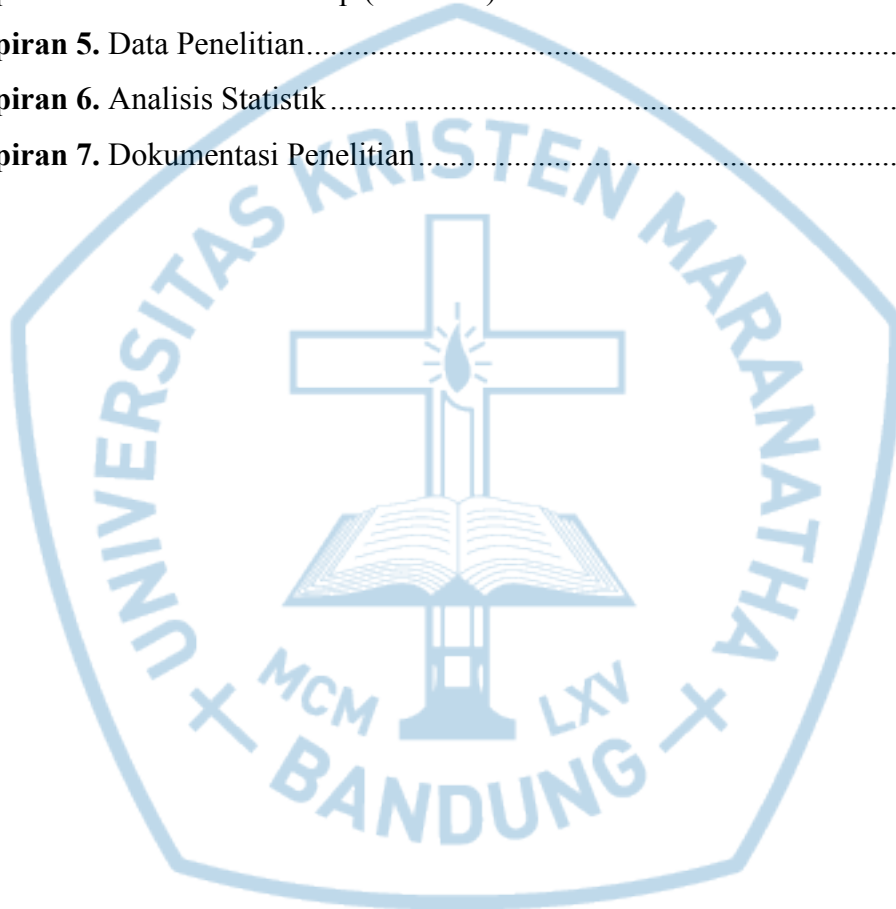 piran 5. Data Penelitian
piran 6. Analisis Statistik
piran 7. Dokumentasi Penelitian
UNIVERSITAS KRISTEN MARANATHA
MCM LXV
BANDUNG